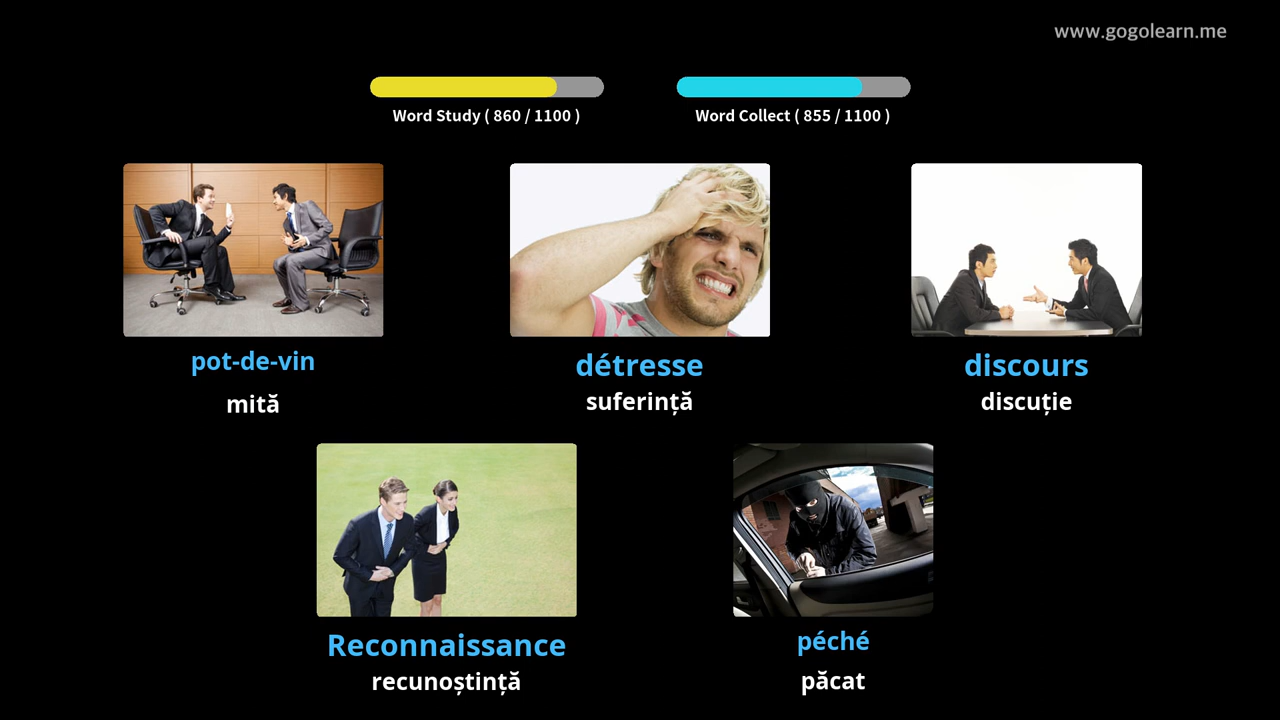 www.gogolearn.me
Word Study ( 860 / 1100 )
Word Collect ( 855 / 1100 )
pot-de-vin
mită
détresse
suferință
discours
discuție
Reconnaissance
recunoștință
péché
păcat